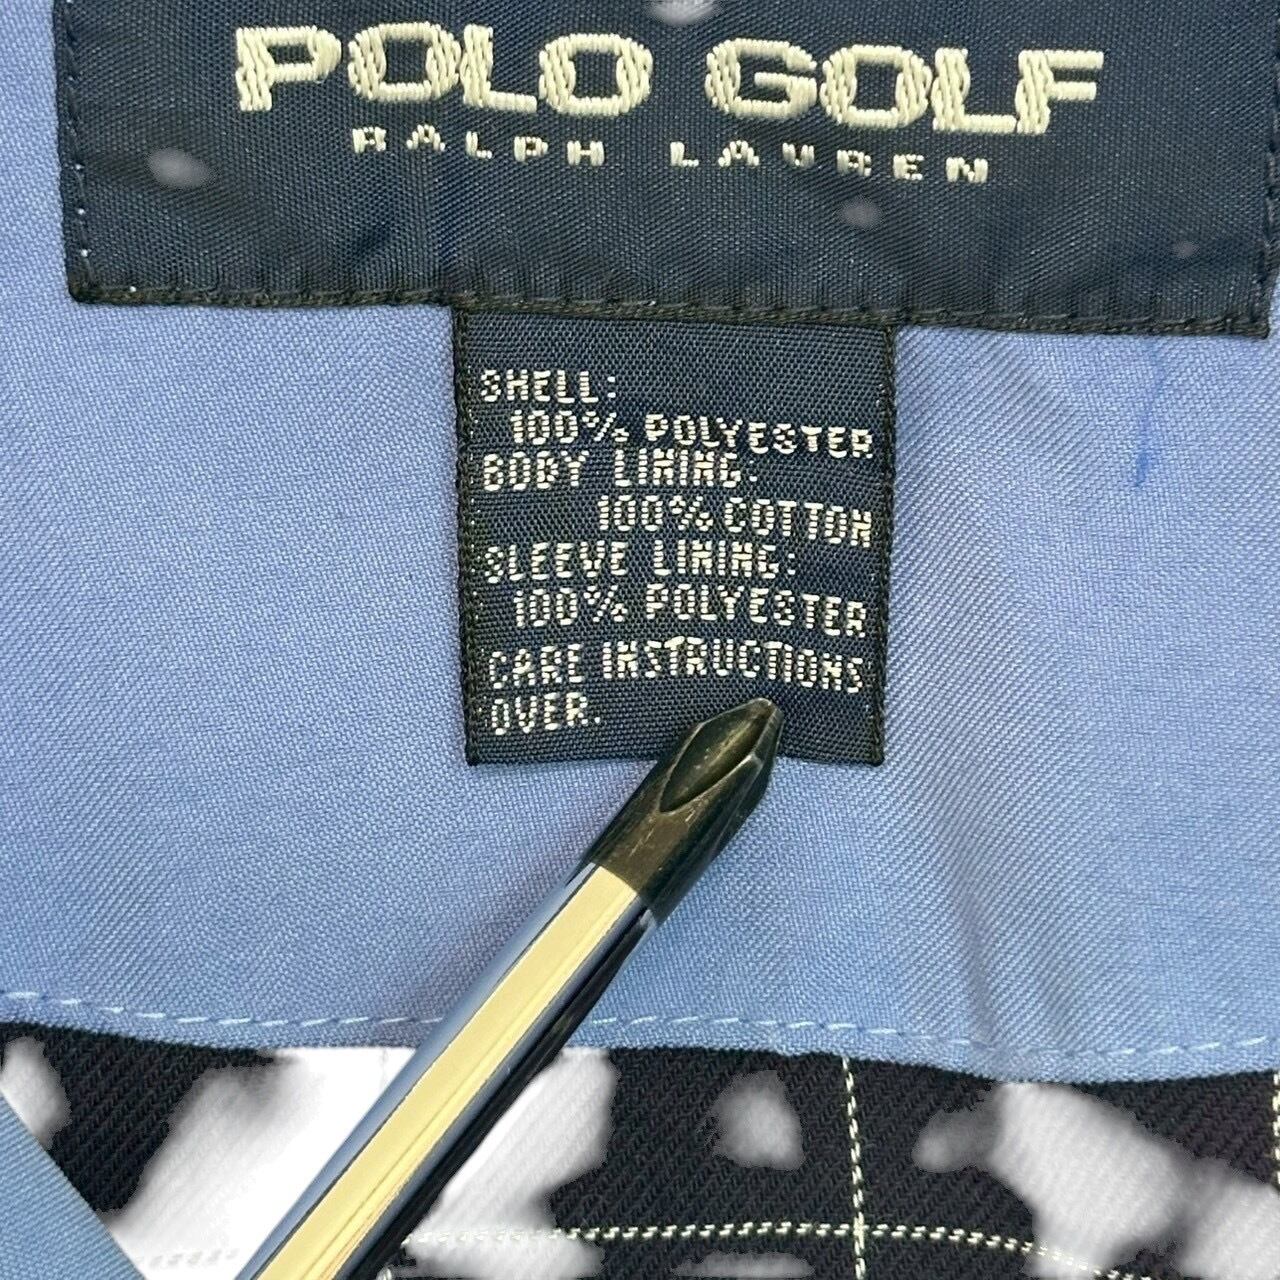 POLO GOLF
RALPH LAUREN
SHELL:
100% POLYESTER
BODY LINING:
100% COTTON
SLEEVE LINING:
100% POLYESTER
CARE INSTRUCTIONS
OVER.